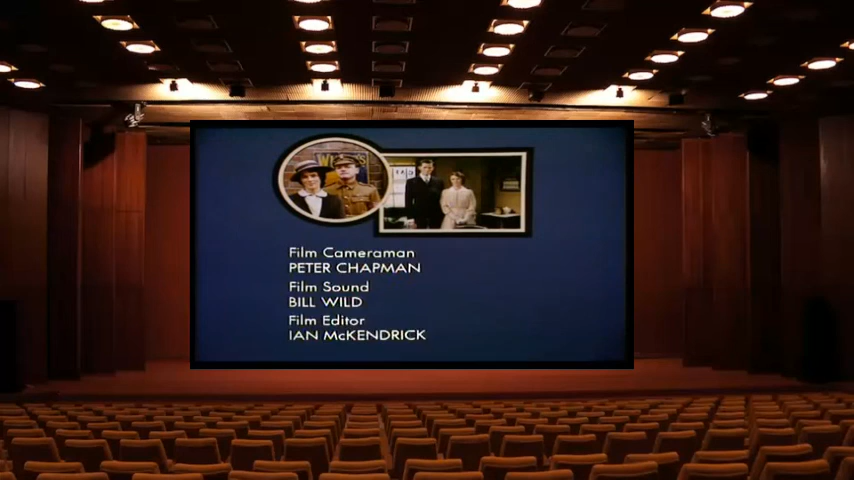 Film Cameraman
PETER CHAPMAN
Film Sound
BILL WILD
Film Editor
IAN McKENDRICK